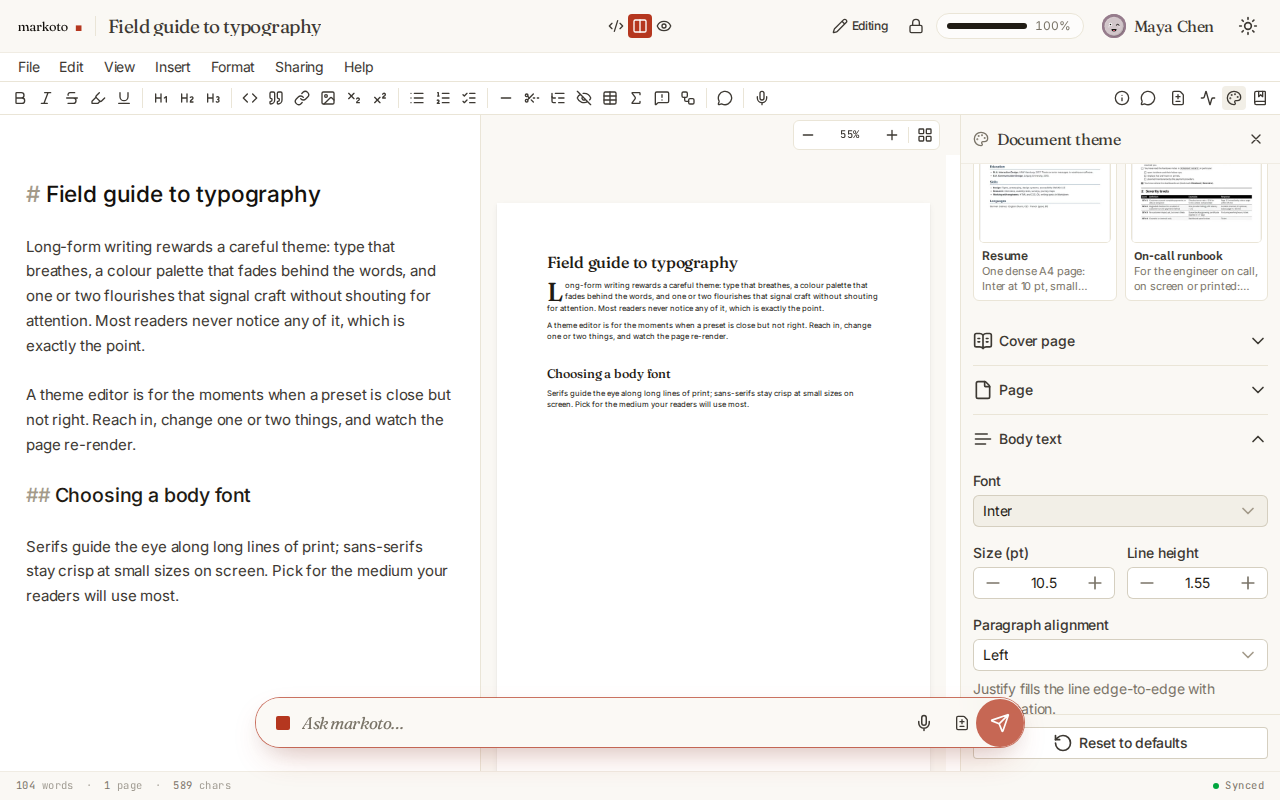 markoto
Field guide to typography
Editing
100%
Maya Chen
File Edit View Insert Format Sharing Help
H1 H2 H3
55%
Document theme
# Field guide to typography
Long-form writing rewards a careful theme: type that
breathes, a colour palette that fades behind the words, and
one or two flourishes that signal craft without shouting for
attention. Most readers never notice any of it, which is
exactly the point.
A theme editor is for the moments when a preset is close but
not right. Reach in, change one or two things, and watch the
page re-render.
## Choosing a body font
Serifs guide the eye along long lines of print; sans-serifs
stay crisp at small sizes on screen. Pick for the medium your
readers will use most.
Field guide to typography
Long-form writing rewards a careful theme: type that breathes, a colour palette that
fades behind the words, and one or two flourishes that signal craft without shouting
for attention. Most readers never notice any of it, which is exactly the point.
A theme editor is for the moments when a preset is close but not right. Reach in, change
one or two things, and watch the page re-render.
Choosing a body font
Serifs guide the eye along long lines of print; sans-serifs stay crisp at small sizes on
screen. Pick for the medium your readers will use most.
Resume
One dense A4 page:
Inter at 10 pt, small...
On-call runbook
For the engineer on call,
on screen or printed:...
Cover page
Page
Body text
Font
Inter
Size (pt)
Line height
10.5
1.55
Paragraph alignment
Left
Justify fills the line edge-to-edge with
Reset to defaults
Ask markoto...
104 words · 1 page · 589 chars
Synced